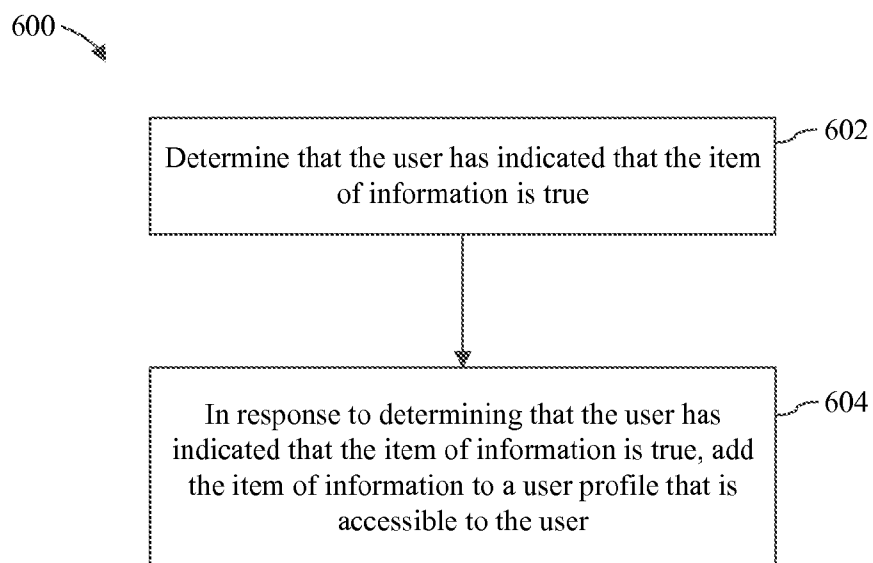 600
602
Determine that the user has indicated that the item
of information is true
604
In response to determining that the user has
indicated that the item of information is true, add
the item of information to a user profile that is
accessible to the user